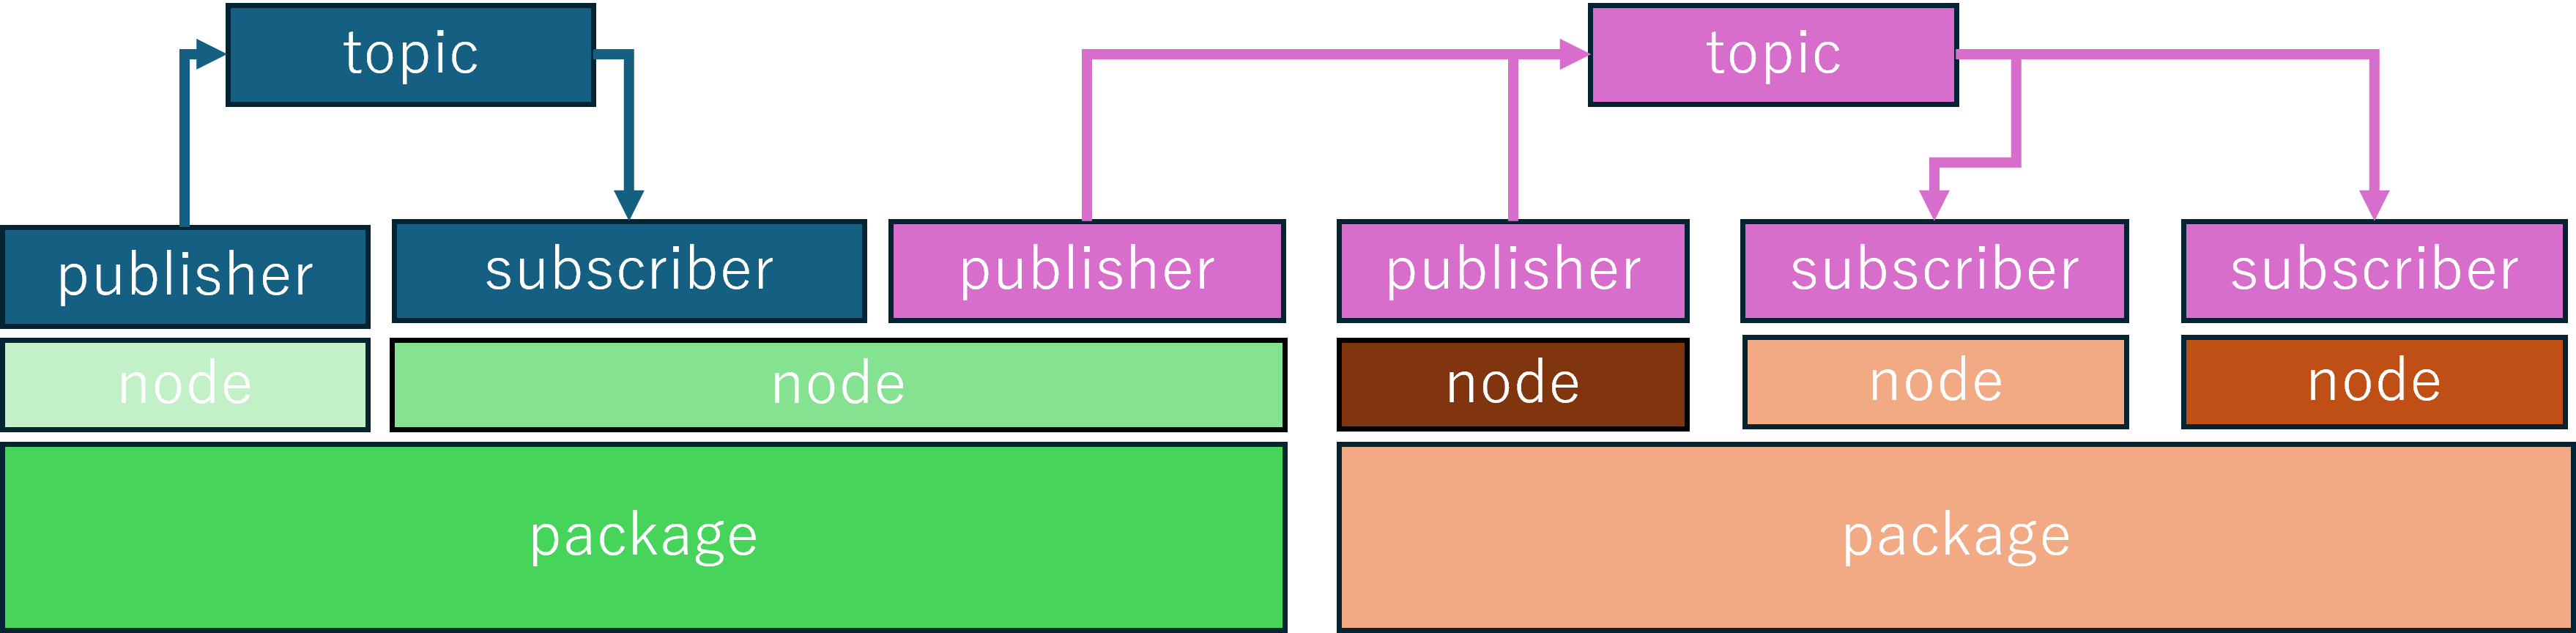 topic
topic
publisher
subscriber
publisher
publisher
subscriber
subscriber
node
node
node
node
node
package
package